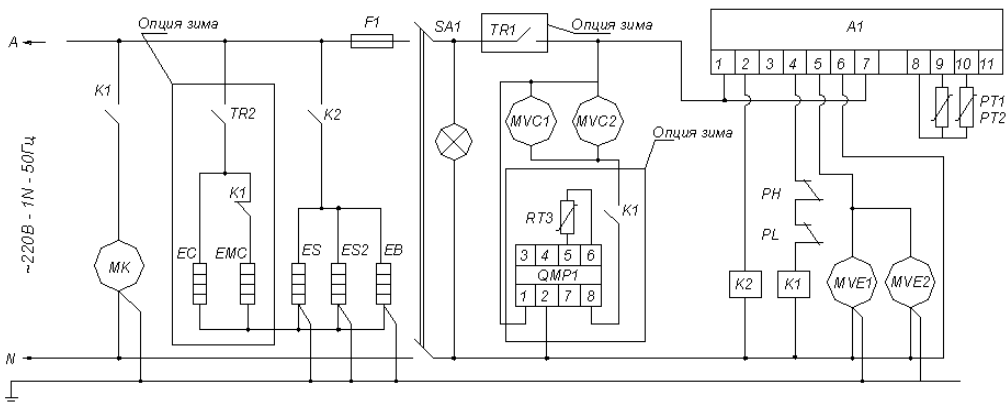 Опция зима
F1
SA1
TR1
Опция зима
A1
A
1 2 3 4 5 6 7 8 9 10 11
K1
TR2
K2
MVC1
MVC2
PT1
PT2
Опция зима
~220В - 1N - 50Гц
K1
PH
RT3
K1
PL
EC
EMC
ES
ES2
EB
3 4 5 6
QMP1
MK
1 2 7 8
K2
K1
MVE1
MVE2
N